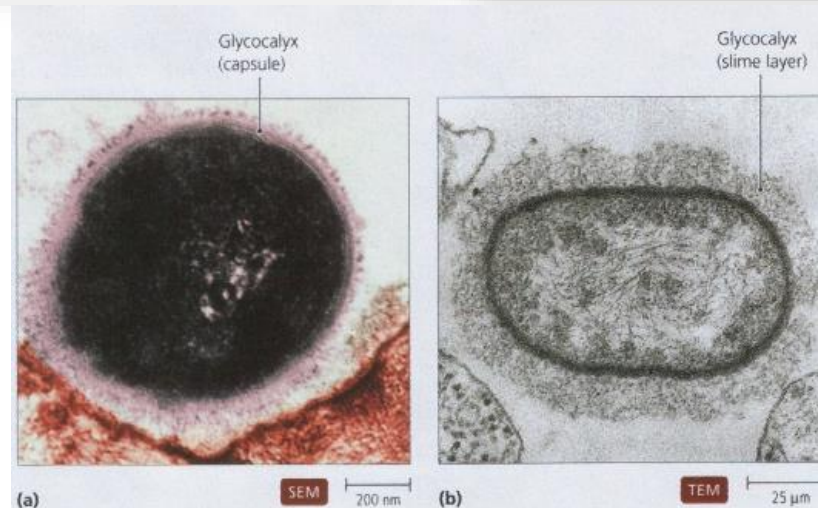 Glycocalyx
(capsule)
Glycocalyx
(slime layer)
(a)
SEM
200 nm
(b)
TEM
25 μm